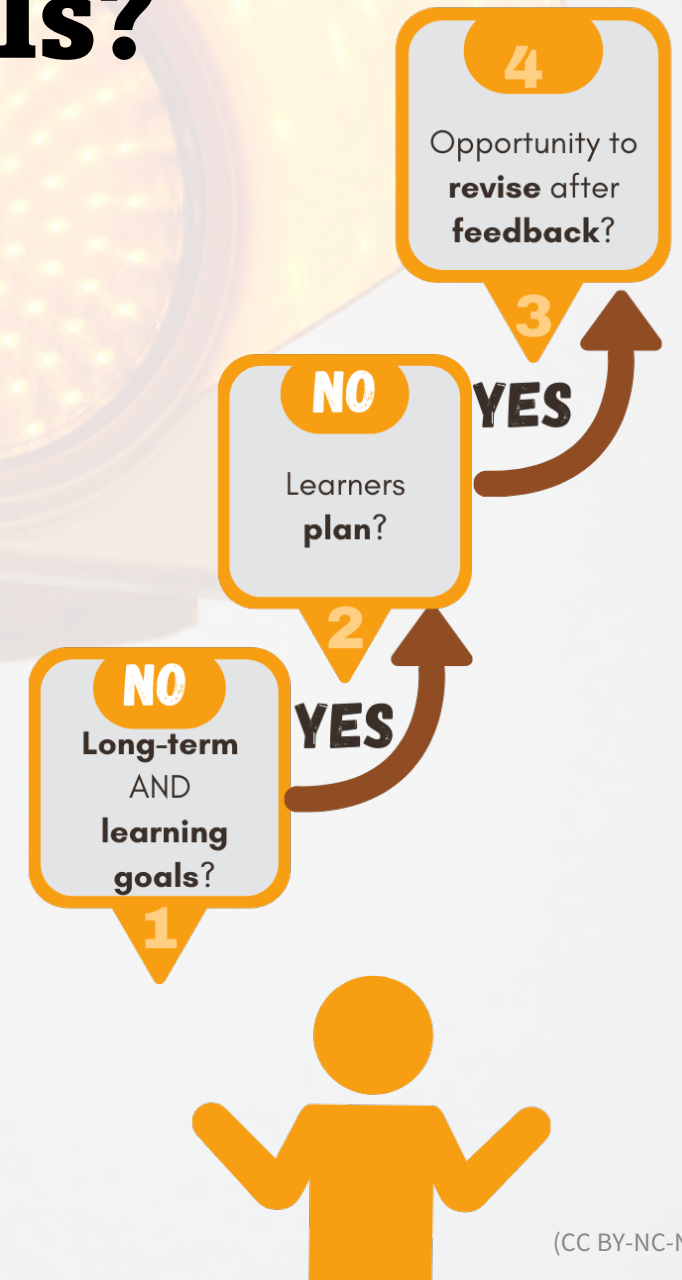 ls?
4
Opportunity to
revise after
feedback?
3
NO
YES
Learners
plan?
2
NO
YES
Long-term
AND
learning
goals?
1
(CC BY-NC-N